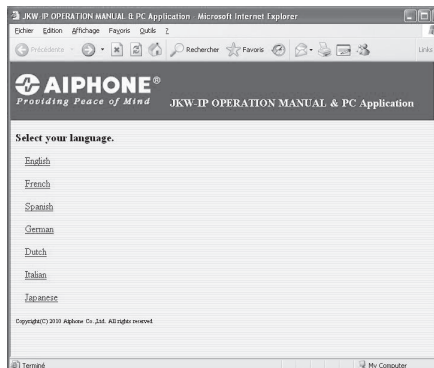 JKW-IP OPERATION MANUAL & PC Application - Microsoft Internet Explorer
Fichier Edition Affichage Favoris Outils ?
Précédente Rechercher Favoris Links
AIPHONE®
Providing Peace of Mind JKW-IP OPERATION MANUAL & PC Application
Select your language.
English
French
Spanish
German
Dutch
Italian
Japanese
Copyright(C) 2010 Aiphone Co.,Ltd. All rights reserved.
Terminé My Computer